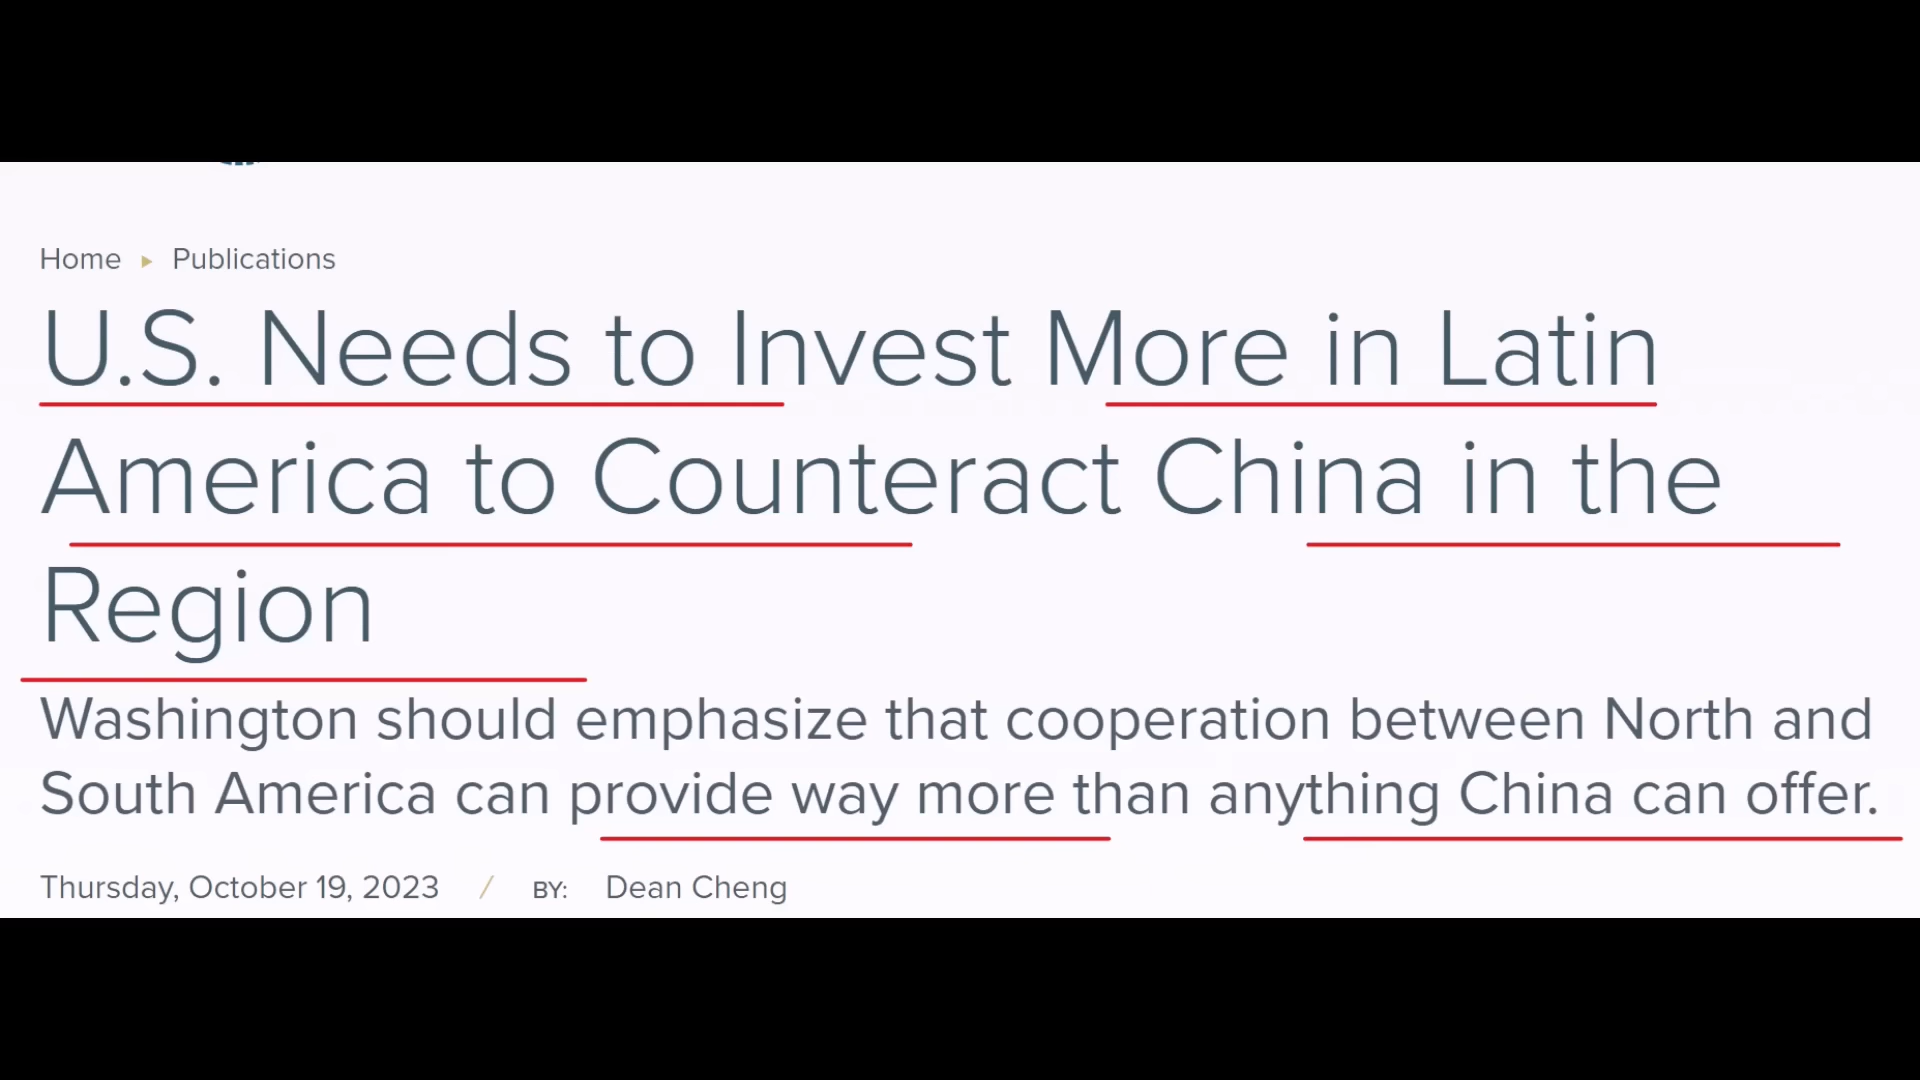 Home ▸ Publications
U.S. Needs to Invest More in Latin
America to Counteract China in the
Region
Washington should emphasize that cooperation between North and
South America can provide way more than anything China can offer.
Thursday, October 19, 2023 / BY: Dean Cheng